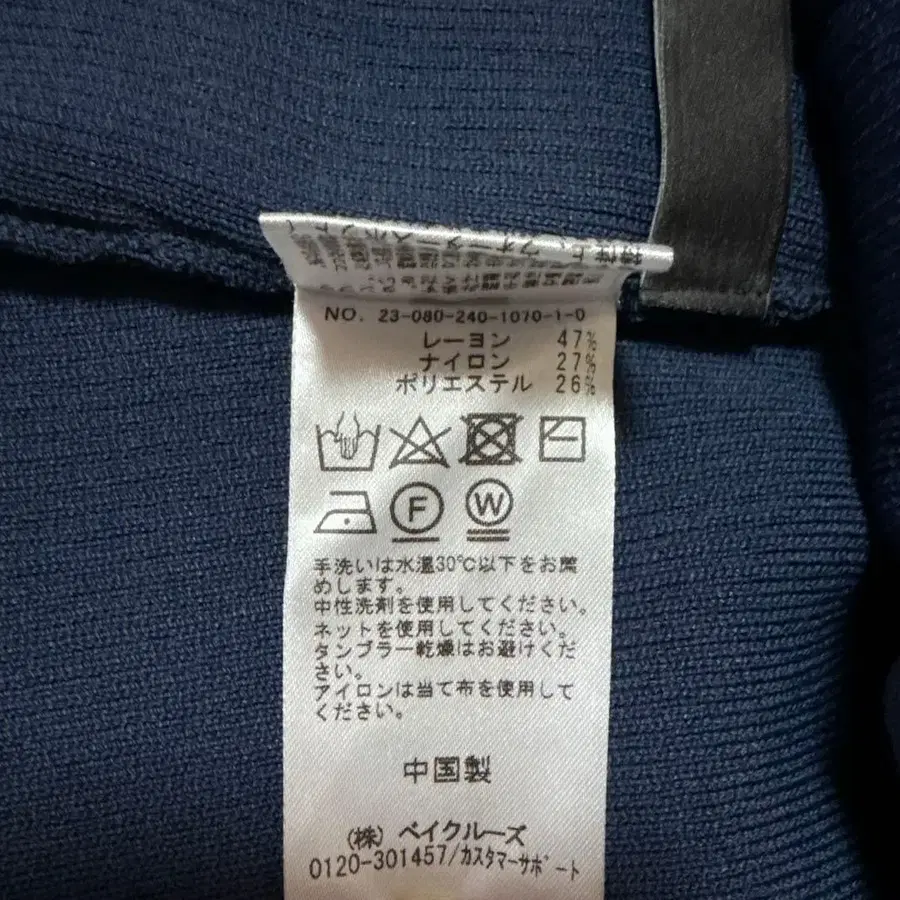 NO. 23-080-240-1070-1-0
レーヨン 47%
ナイロン 27%
ポリエステル 26%
F
W
手洗いは水温30℃以下をお薦
めします。
中性洗剤を使用してください。
ネットを使用してください。
タンブラー乾燥はお避けくだ
さい。
アイロンは当て布を使用して
ください。
中国製
(株) ベイクルーズ
0120-301457/カスタマーサポート